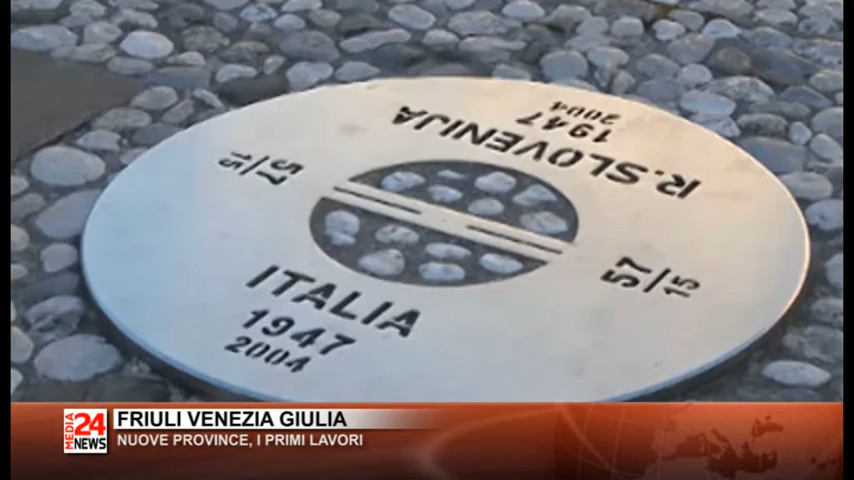 R.SLOVENIJA
1947
2004
57/15
57/15
ITALIA
1947
2004
MEDIA 24 NEWS
FRIULI VENEZIA GIULIA
NUOVE PROVINCE, I PRIMI LAVORI